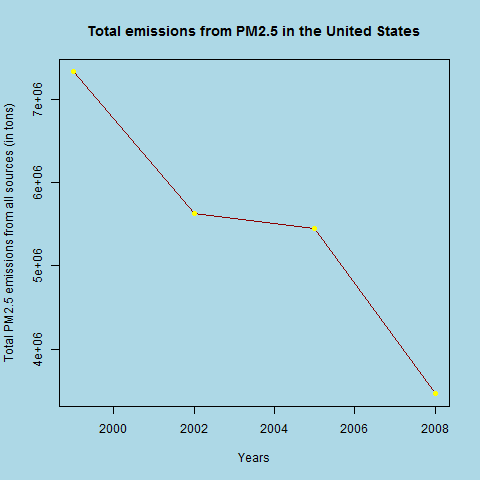 Total emissions from PM2.5 in the United States
Total PM2.5 emissions from all sources (in tons)
7e+06
6e+06
5e+06
4e+06
2000 2002 2004 2006 2008
Years